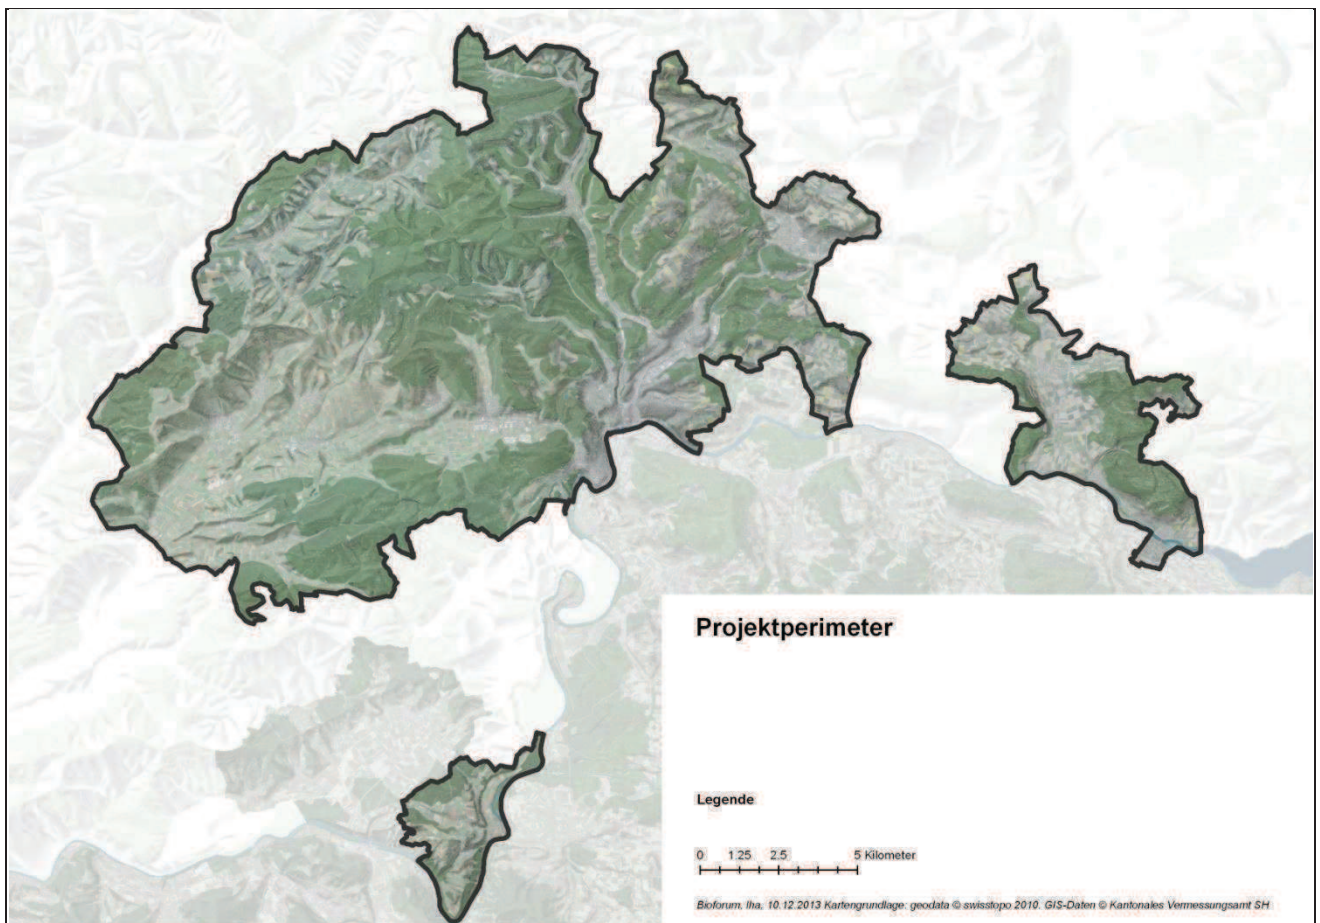 Projektperimeter
Legende
0 1.25 2.5 5 Kilometer
Bioforum, lha, 10.12.2013 Kartengrundlage: geodata © swisstopo 2010. GIS-Daten © Kantonales Vermessungsamt SH